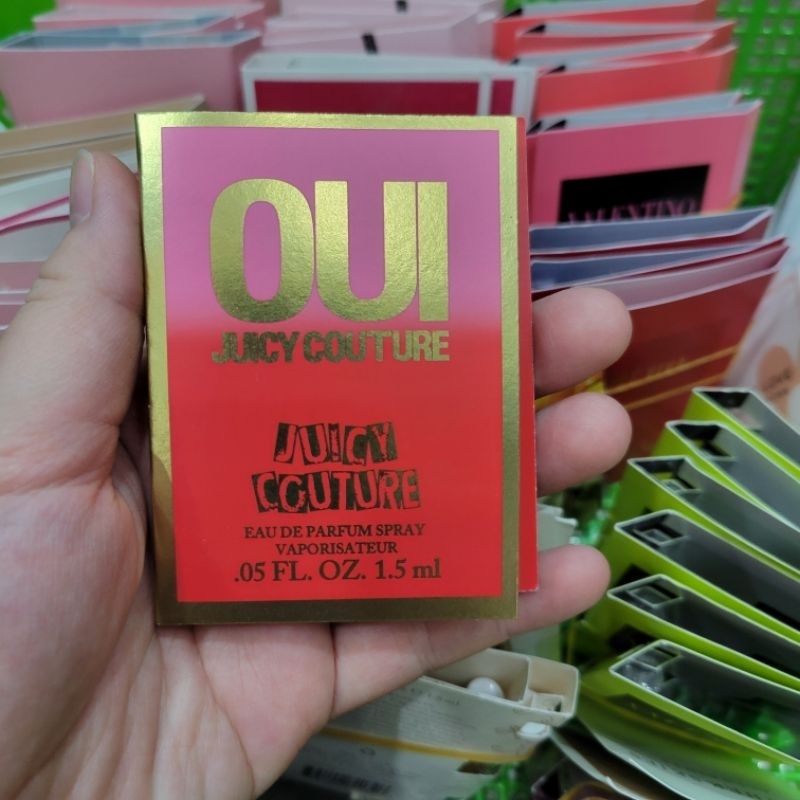 OUI
JUICY COUTURE
JUICY
COUTURE
EAU DE PARFUM SPRAY
VAPORISATEUR
.05 FL. OZ. 1.5 ml
VALENTINO